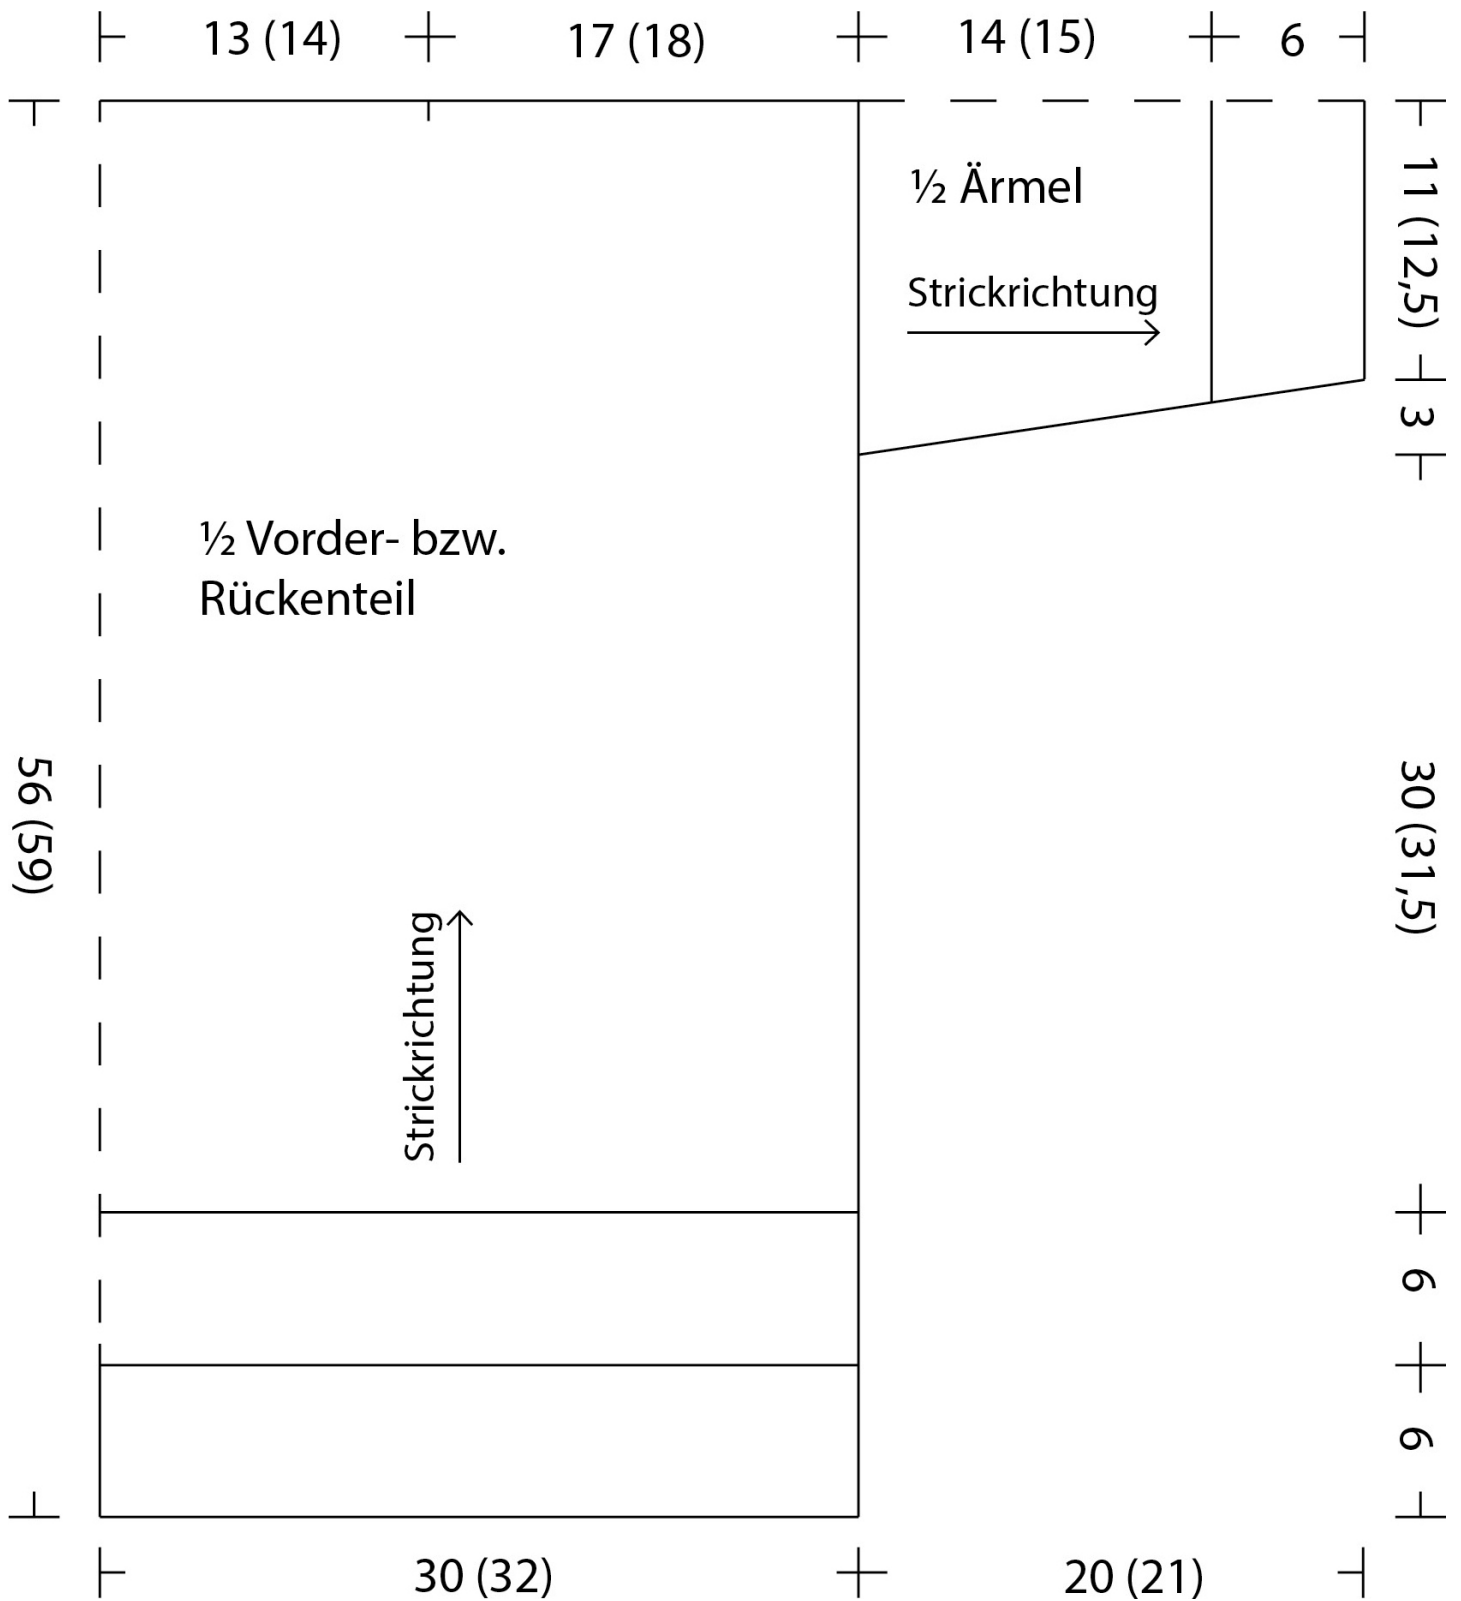 13 (14)
17 (18)
14 (15)
6
½ Ärmel
Strickrichtung
11 (12,5)
3
½ Vorder- bzw.
Rückenteil
56 (59)
30 (31,5)
Strickrichtung
6
6
30 (32)
20 (21)